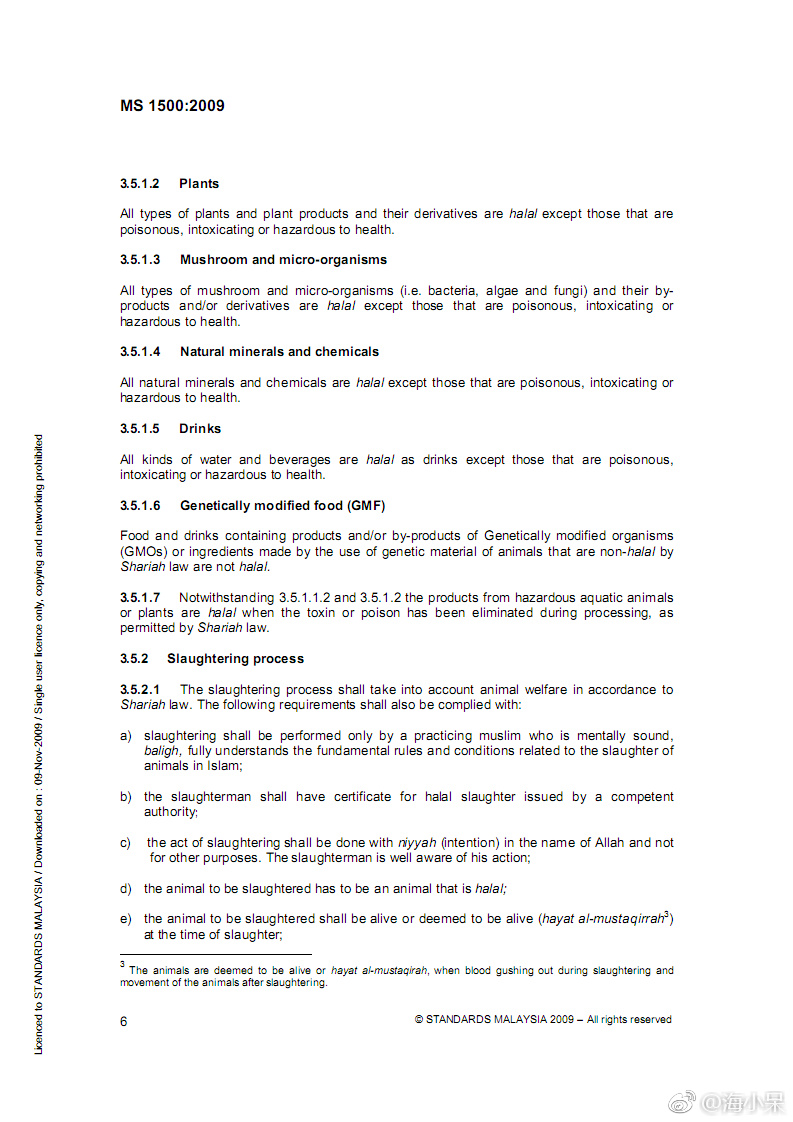 MS 1500:2009
3.5.1.2 Plants
All types of plants and plant products and their derivatives are halal except those that are
poisonous, intoxicating or hazardous to health.
3.5.1.3 Mushroom and micro-organisms
All types of mushroom and micro-organisms (i.e. bacteria, algae and fungi) and their by-
products and/or derivatives are halal except those that are poisonous, intoxicating or
hazardous to health.
3.5.1.4 Natural minerals and chemicals
All natural minerals and chemicals are halal except those that are poisonous, intoxicating or
hazardous to health.
3.5.1.5 Drinks
All kinds of water and beverages are halal as drinks except those that are poisonous,
intoxicating or hazardous to health.
3.5.1.6 Genetically modified food (GMF)
Food and drinks containing products and/or by-products of Genetically modified organisms
(GMOs) or ingredients made by the use of genetic material of animals that are non-halal by
Shariah law are not halal.
3.5.1.7 Notwithstanding 3.5.1.1.2 and 3.5.1.2 the products from hazardous aquatic animals
or plants are halal when the toxin or poison has been eliminated during processing, as
permitted by Shariah law.
3.5.2 Slaughtering process
3.5.2.1 The slaughtering process shall take into account animal welfare in accordance to
Shariah law. The following requirements shall also be complied with:
a) slaughtering shall be performed only by a practicing muslim who is mentally sound,
baligh, fully understands the fundamental rules and conditions related to the slaughter of
animals in Islam;
b) the slaughterman shall have certificate for halal slaughter issued by a competent
authority;
c) the act of slaughtering shall be done with niyyah (intention) in the name of Allah and not
for other purposes. The slaughterman is well aware of his action;
d) the animal to be slaughtered has to be an animal that is halal;
e) the animal to be slaughtered shall be alive or deemed to be alive (hayat al-mustaqirrah3)
at the time of slaughter;
3 The animals are deemed to be alive or hayat al-mustaqirah, when blood gushing out during slaughtering and
movement of the animals after slaughtering.
6
© STANDARDS MALAYSIA 2009 – All rights reserved
Licenced to STANDARDS MALAYSIA / Downloaded on : 09-Nov-2009 / Single user licence only, copying and networking prohibited
@海小呆